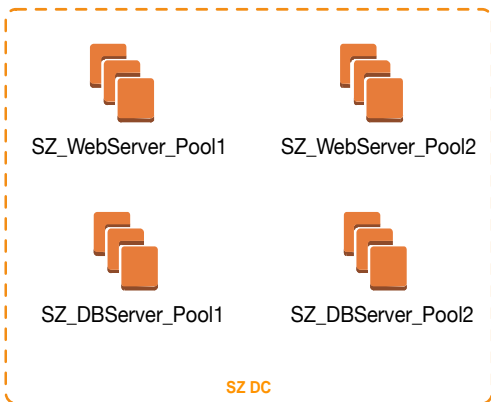 SZ_WebServer_Pool1
SZ_WebServer_Pool2
SZ_DBServer_Pool1
SZ_DBServer_Pool2
SZ DC